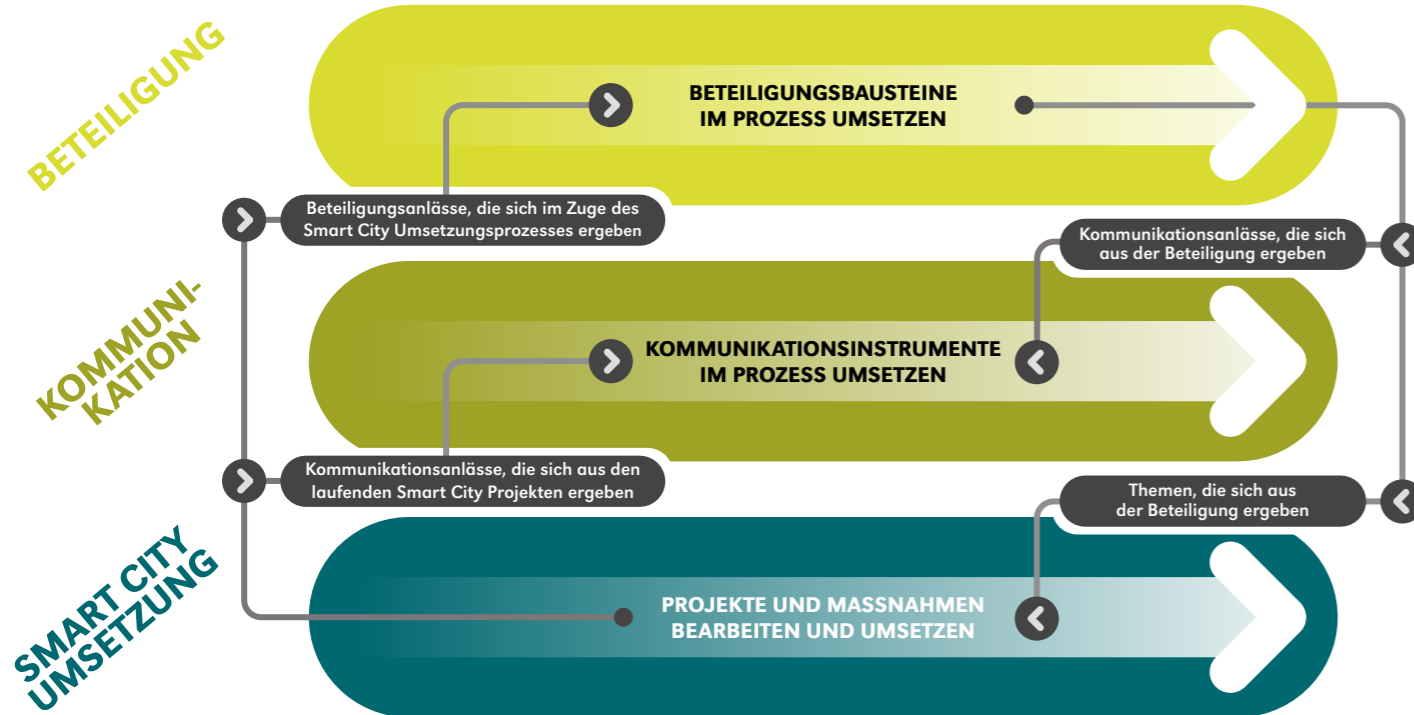 BETEILIGUNG
BETEILIGUNGSBAUSTEINE
IM PROZESS UMSETZEN
Beteiligungsanlässe, die sich im Zuge des
Smart City Umsetzungsprozesses ergeben
Kommunikationsanlässe, die sich
aus der Beteiligung ergeben
KOMMUNI-
KATION
KOMMUNIKATIONSINSTRUMENTE
IM PROZESS UMSETZEN
Kommunikationsanlässe, die sich aus den
laufenden Smart City Projekten ergeben
Themen, die sich aus
der Beteiligung ergeben
SMART CITY
UMSETZUNG
PROJEKTE UND MASSNAHMEN
BEARBEITEN UND UMSETZEN